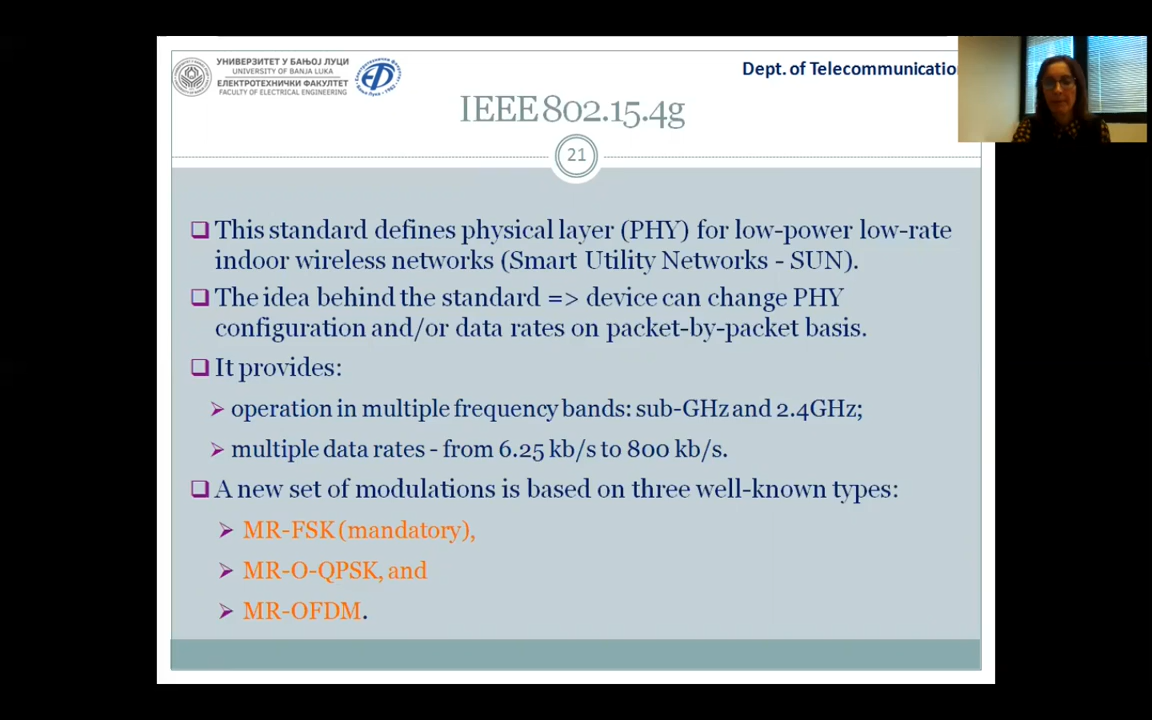 УНИВЕРЗИТЕТ У БАЊОЈ ЛУЦИ
UNIVERSITY OF BANJA LUKA
ЕЛЕКТРОТЕХНИЧКИ ФАКУЛТЕТ
FACULTY OF ELECTRICAL ENGINEERING
Dept. of Telecommunicatio
IEEE 802.15.4g
21
❑ This standard defines physical layer (PHY) for low-power low-rate
indoor wireless networks (Smart Utility Networks - SUN).
❑ The idea behind the standard => device can change PHY
configuration and/or data rates on packet-by-packet basis.
❑ It provides:
➢ operation in multiple frequency bands: sub-GHz and 2.4GHz;
➢ multiple data rates - from 6.25 kb/s to 800 kb/s.
❑ A new set of modulations is based on three well-known types:
➢ MR-FSK (mandatory),
➢ MR-O-QPSK, and
➢ MR-OFDM.